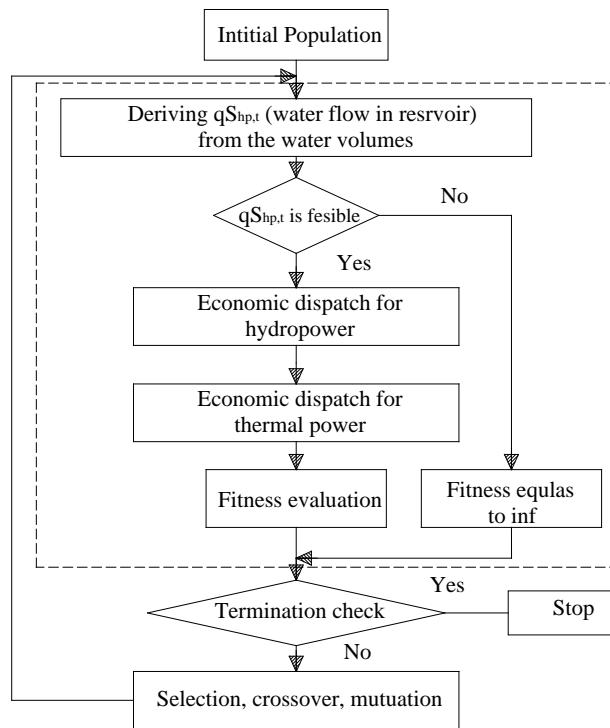 Intitial Population
Deriving qShp,t (water flow in resrvoir)
from the water volumes
qShp,t is fesible
No
Yes
Economic dispatch for
hydropower
Economic dispatch for
thermal power
Fitness evaluation
Fitness equlas
to inf
Yes
Termination check
Stop
No
Selection, crossover, mutuation